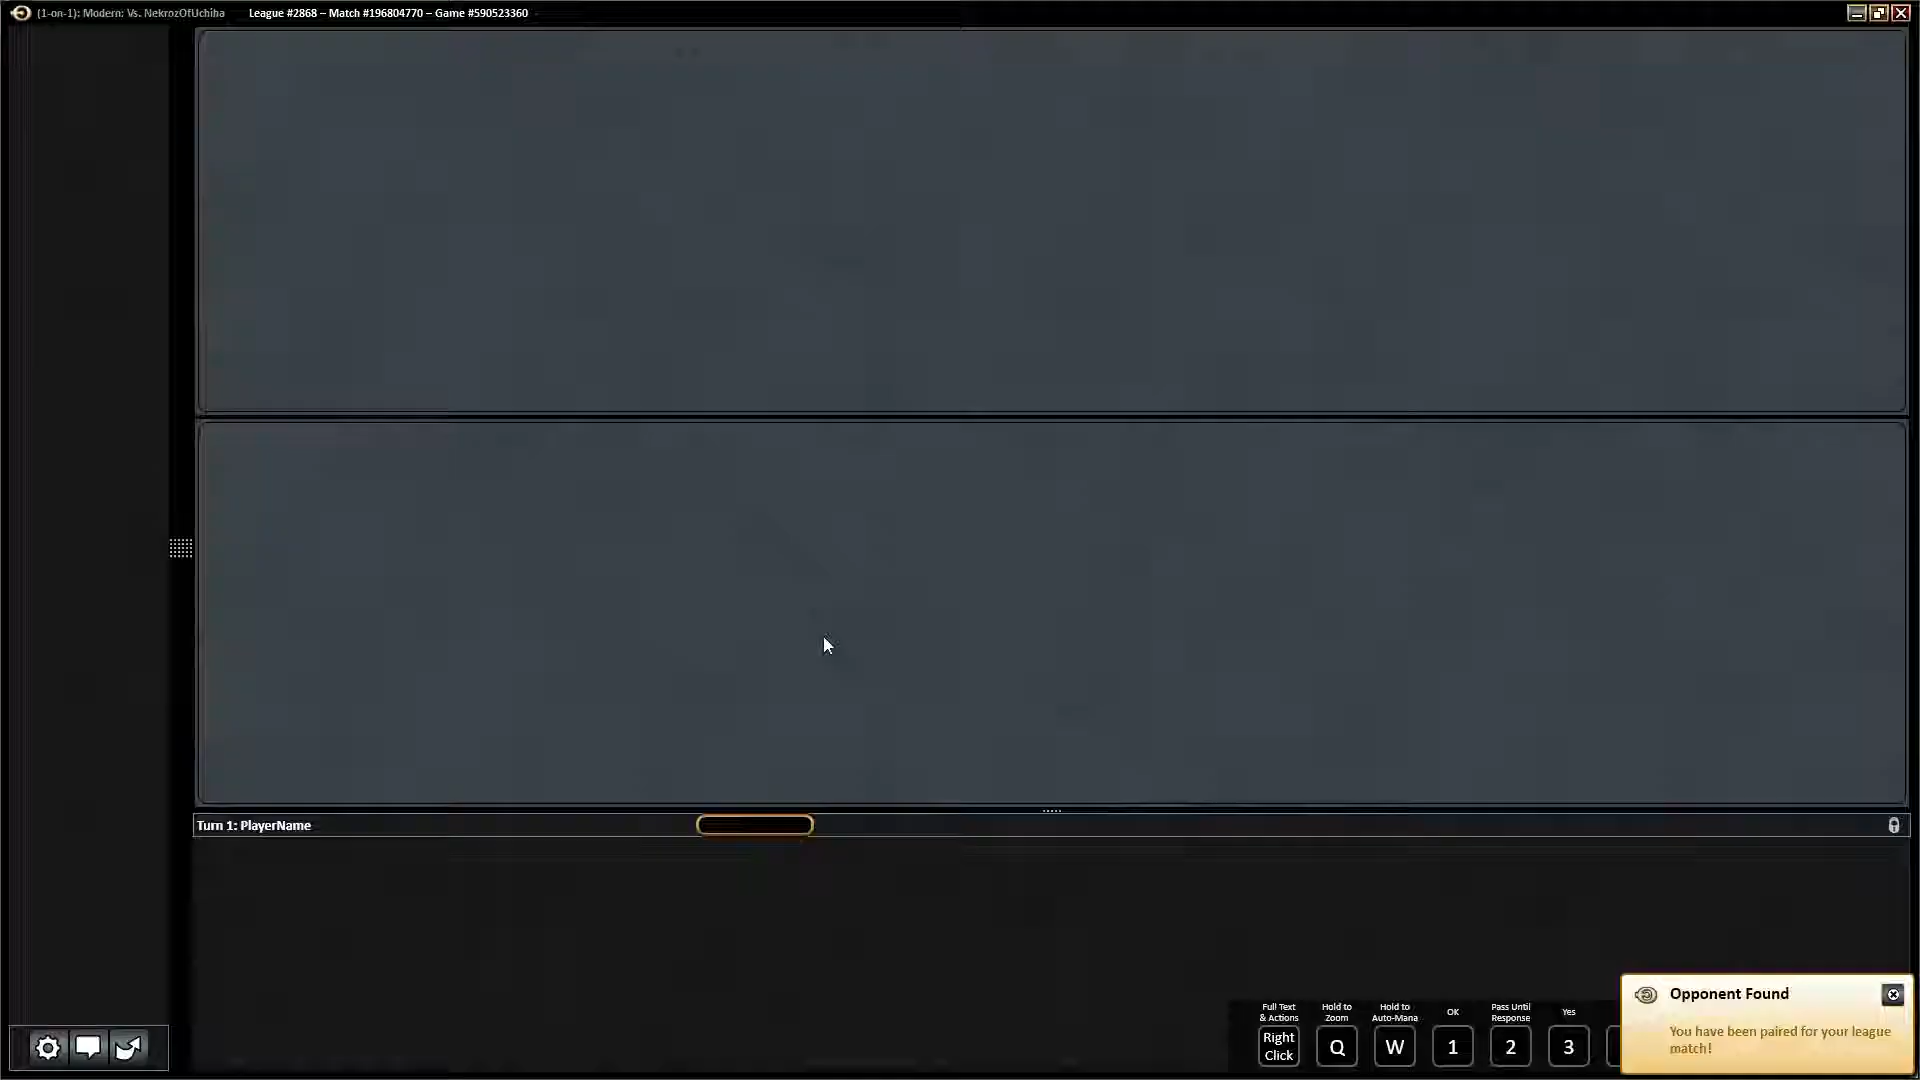 (1-on-1): Modern: Vs. NekrozOfUchiha
League #2868 – Match #196804770 – Game #590523360
Turn 1: PlayerName
Full Text
& Actions
Right
Click
Hold to
Zoom
Q
Hold to
Auto-Mana
W
OK
1
Pass Until
Response
2
Yes
3
Opponent Found
You have been paired for your league
match!